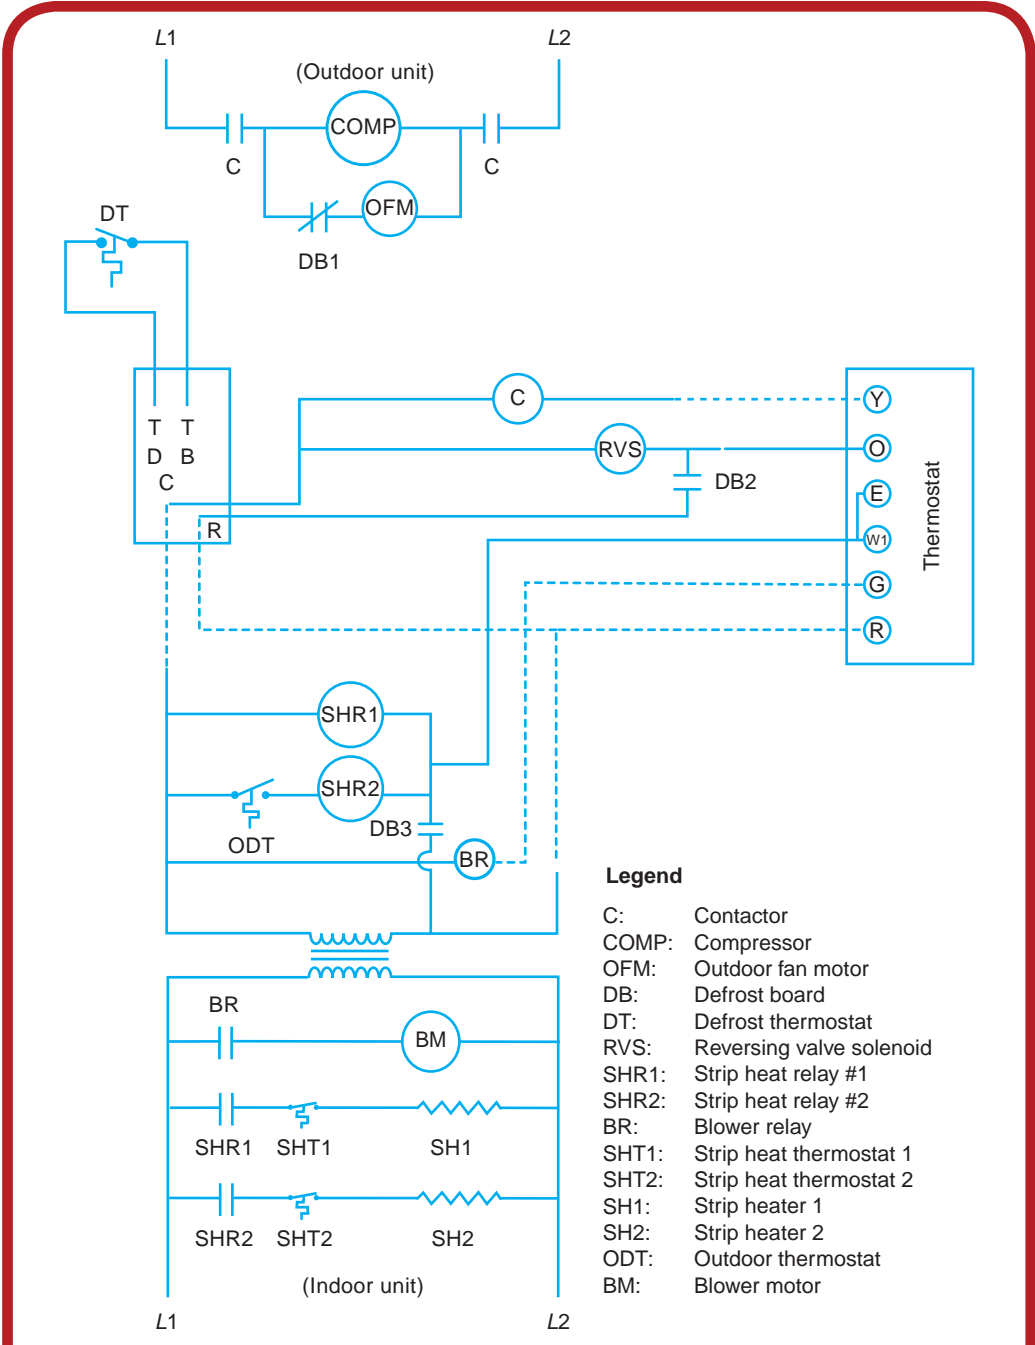 L1 L2
(Outdoor unit)
COMP
C C
OFM
DT
DB1
C Y
T T
D B
C
RVS O
DB2
E
R
W1
Thermostat
G
R
SHR1
SHR2
DB3
ODT
BR
Legend
C: Contactor
COMP: Compressor
OFM: Outdoor fan motor
DB: Defrost board
DT: Defrost thermostat
RVS: Reversing valve solenoid
SHR1: Strip heat relay #1
SHR2: Strip heat relay #2
BR: Blower relay
SHT1: Strip heat thermostat 1
SHT2: Strip heat thermostat 2
SH1: Strip heater 1
SH2: Strip heater 2
ODT: Outdoor thermostat
BM: Blower motor
BR
BM
SHR1 SHT1 SH1
SHR2 SHT2 SH2
(Indoor unit)
L1 L2